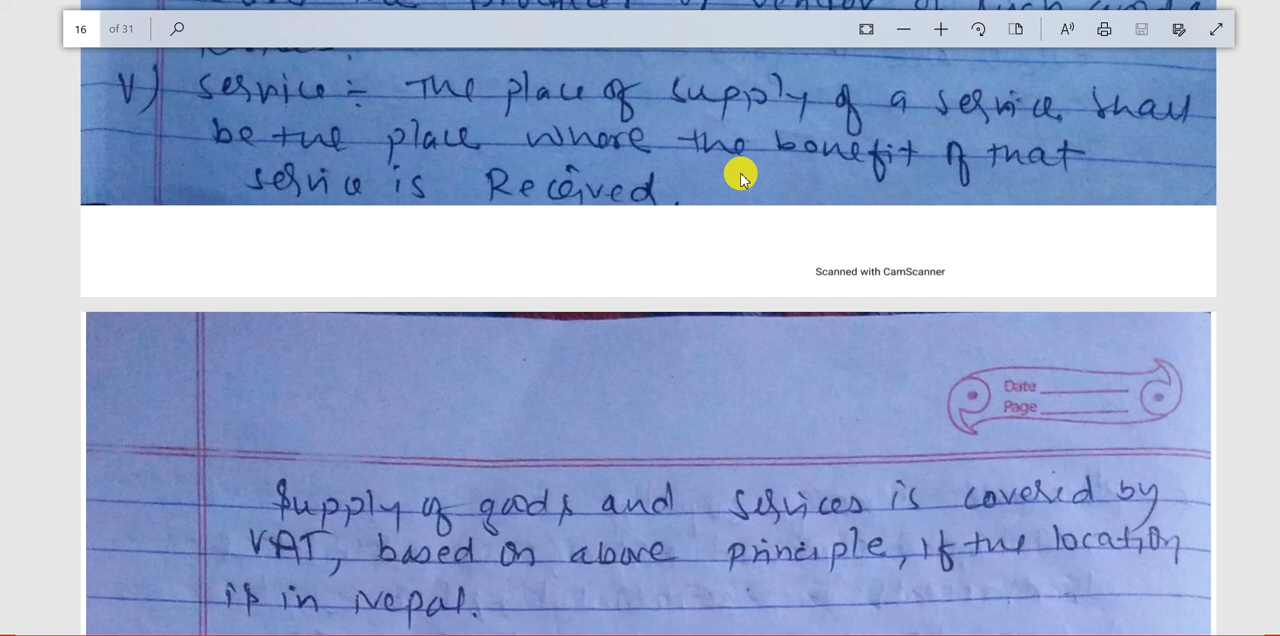 16 of 31
V) service :- The place of supply of a service shall
be the place where the benefit of that
service is Received.
Scanned with CamScanner
Date
Page
Supply of goods and services is covered by
VAT, based on above principle, if the location
is in Nepal.